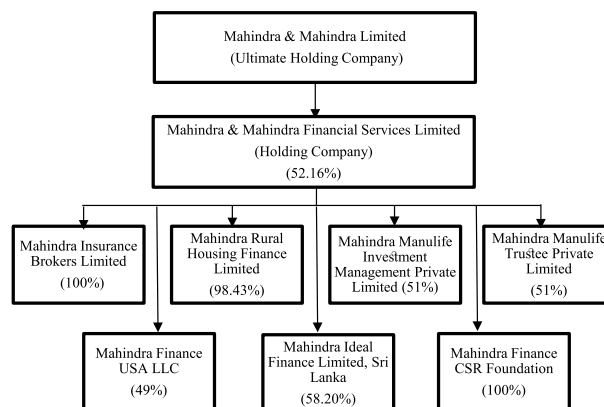 Mahindra & Mahindra Limited
(Ultimate Holding Company)
Mahindra & Mahindra Financial Services Limited
(Holding Company)
(52.16%)
Mahindra Insurance
Brokers Limited
(100%)
Mahindra Rural
Housing Finance
Limited
(98.43%)
Mahindra Manulife
Investment
Management Private
Limited (51%)
Mahindra Manulife
Trustee Private
Limited
(51%)
Mahindra Finance
USA LLC
(49%)
Mahindra Ideal
Finance Limited, Sri
Lanka
(58.20%)
Mahindra Finance
CSR Foundation
(100%)